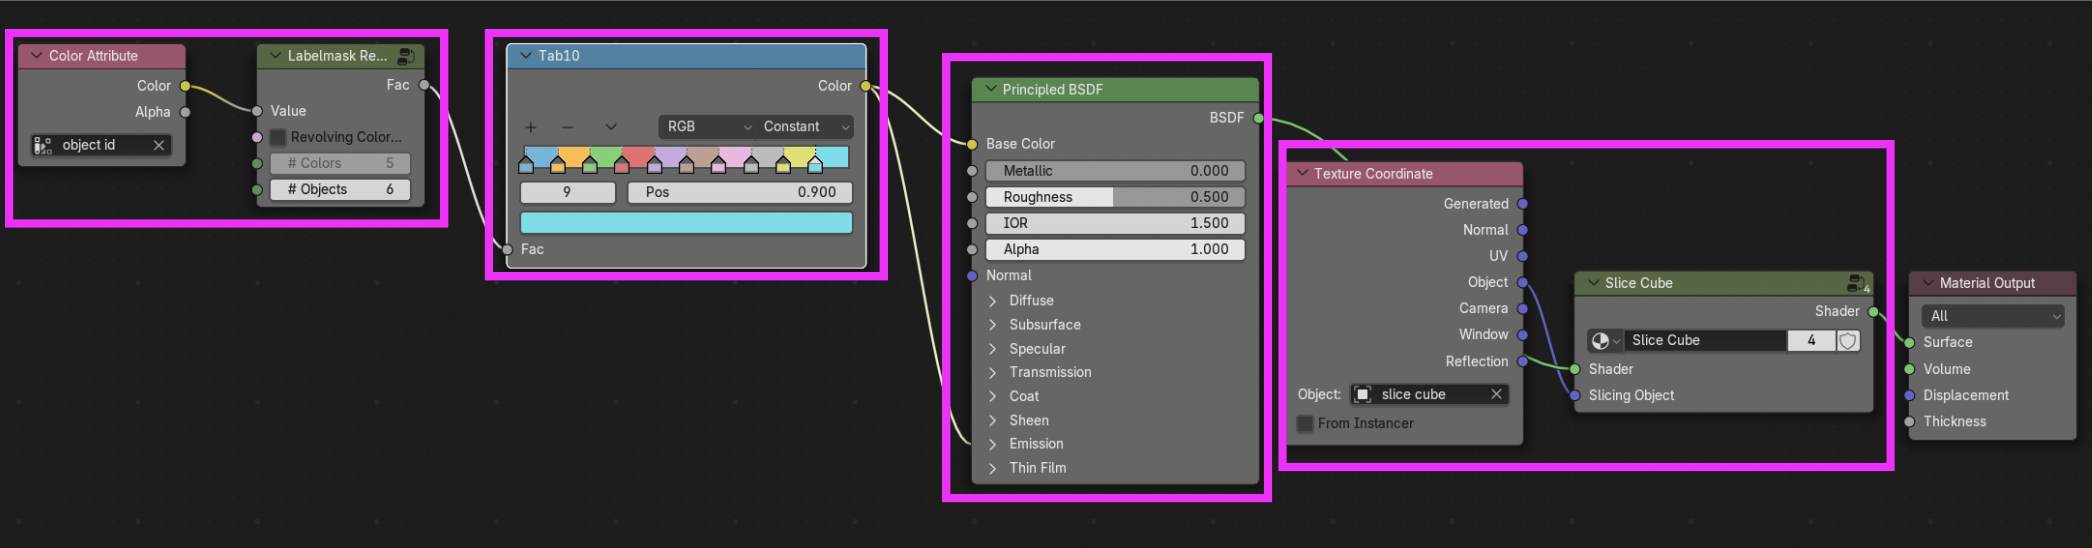 Color Attribute
Color
Alpha
object id
Labelmask Re...
Fac
Value
Revolving Color...
# Colors 5
# Objects 6
Tab10
Color
RGB Constant
9 Pos 0.900
Fac
Principled BSDF
BSDF
Base Color
Metallic 0.000
Roughness 0.500
IOR 1.500
Alpha 1.000
Normal
Diffuse
Subsurface
Specular
Transmission
Coat
Sheen
Emission
Thin Film
Texture Coordinate
Generated
Normal
UV
Object
Camera
Window
Reflection
Object: slice cube
From Instancer
Slice Cube 4
Shader
Slice Cube 4
Shader
Slicing Object
Material Output
All
Surface
Volume
Displacement
Thickness